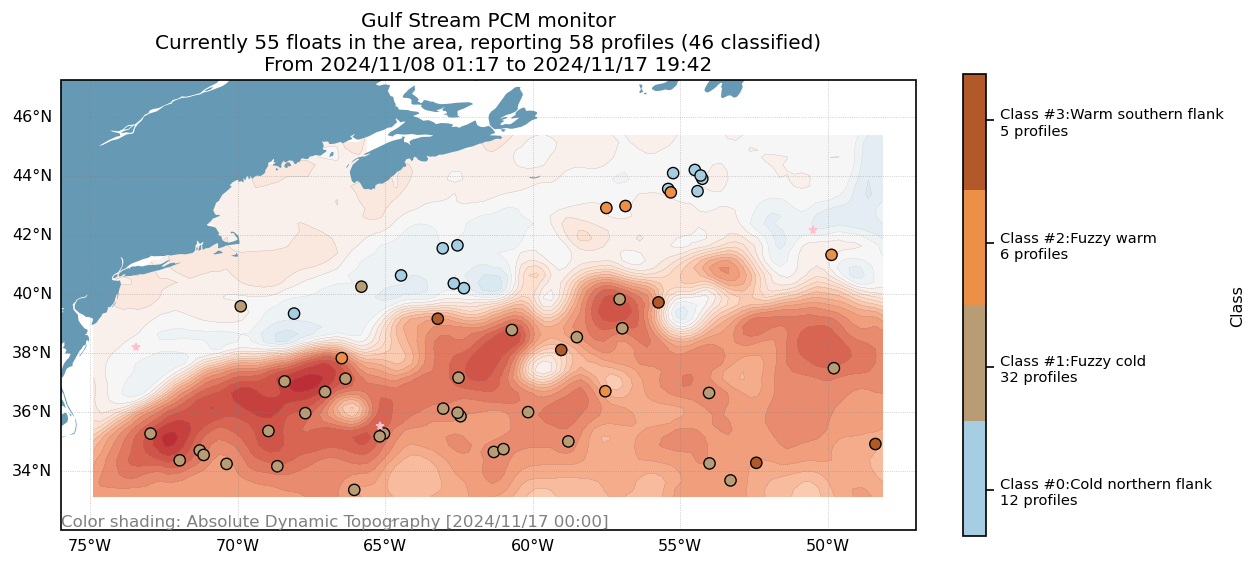 Gulf Stream PCM monitor
Currently 55 floats in the area, reporting 58 profiles (46 classified)
From 2024/11/08 01:17 to 2024/11/17 19:42
46°N
44°N
42°N
40°N
38°N
36°N
34°N
Color shading: Absolute Dynamic Topography [2024/11/17 00:00]
75°W
70°W
65°W
60°W
55°W
50°W
Class #3:Warm southern flank
5 profiles
Class #2:Fuzzy warm
6 profiles
Class #1:Fuzzy cold
32 profiles
Class #0:Cold northern flank
12 profiles
Class